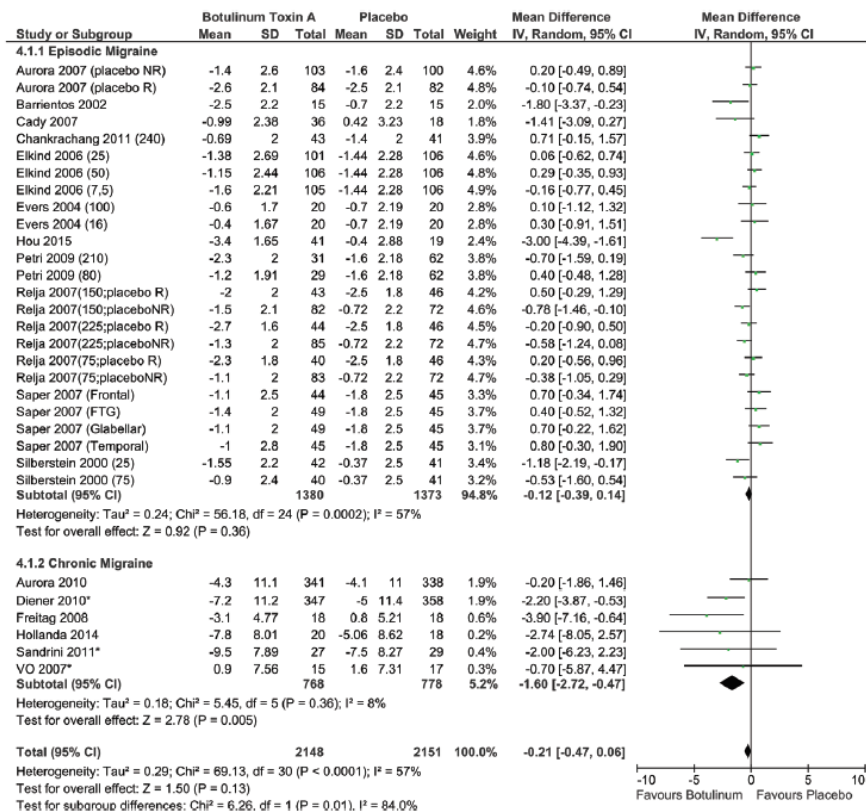 Botulinum Toxin A Placebo Mean Difference Mean Difference
Study or Subgroup Mean SD Total Mean SD Total Weight IV, Random, 95% CI IV, Random, 95% CI
4.1.1 Episodic Migraine
Aurora 2007 (placebo NR) -1.4 2.6 103 -1.6 2.4 100 4.6% 0.20 [-0.49, 0.89]
Aurora 2007 (placebo R) -2.6 2.1 84 -2.5 2.1 82 4.8% -0.10 [-0.74, 0.54]
Barrientos 2002 -2.5 2.2 15 -0.7 2.2 15 2.0% -1.80 [-3.37, -0.23]
Cady 2007 -0.99 2.38 36 0.42 3.23 18 1.8% -1.41 [-3.09, 0.27]
Chankrachang 2011 (240) -0.69 2 43 -1.4 2 41 4.0% 0.71 [-0.15, 1.57]
Elkind 2006 (25) -1.38 2.69 101 -1.44 2.28 106 4.6% 0.06 [-0.62, 0.74]
Elkind 2006 (50) -1.15 2.44 106 -1.44 2.28 106 4.8% 0.29 [-0.35, 0.93]
Elkind 2006 (7,5) -1.6 2.21 105 -1.44 2.28 106 4.9% -0.16 [-0.77, 0.45]
Evers 2004 (100) -0.6 1.7 20 -0.7 2.19 20 2.8% 0.10 [-1.12, 1.32]
Evers 2004 (16) -0.4 1.67 20 -0.7 2.19 20 2.8% 0.30 [-0.91, 1.51]
Hou 2015 -3.4 1.65 41 -0.4 2.88 19 2.4% -3.00 [-4.39, -1.61]
Petri 2009 (210) -2.3 2 31 -1.6 2.18 62 3.9% -0.70 [-1.59, 0.19]
Petri 2009 (80) -1.2 1.91 29 -1.6 2.18 62 3.9% 0.40 [-0.48, 1.28]
Relja 2007(150;placebo R) -2 2 43 -2.5 1.8 46 4.2% 0.50 [-0.29, 1.29]
Relja 2007(150;placeboNR) -1.5 2.1 82 -0.72 2.2 72 4.6% -0.78 [-1.46, -0.10]
Relja 2007(225;placebo R) -2.7 1.6 44 -2.5 1.8 46 4.6% -0.20 [-0.90, 0.50]
Relja 2007(225;placeboNR) -1.3 2 85 -0.72 2.2 72 4.7% -0.58 [-1.24, 0.08]
Relja 2007(75;placebo R) -2.3 1.8 40 -2.5 1.8 46 4.3% 0.20 [-0.56, 0.96]
Relja 2007(75;placeboNR) -1.1 2 83 -0.72 2.2 72 4.7% -0.38 [-1.05, 0.29]
Saper 2007 (Frontal) -1.1 2.5 44 -1.8 2.5 45 3.3% 0.70 [-0.34, 1.74]
Saper 2007 (FTG) -1.4 2 49 -1.8 2.5 45 3.7% 0.40 [-0.52, 1.32]
Saper 2007 (Glabellar) -1.1 2 49 -1.8 2.5 45 3.7% 0.70 [-0.22, 1.62]
Saper 2007 (Temporal) -1 2.8 45 -1.8 2.5 45 3.1% 0.80 [-0.30, 1.90]
Silberstein 2000 (25) -1.55 2.2 42 -0.37 2.5 41 3.4% -1.18 [-2.19, -0.17]
Silberstein 2000 (75) -0.9 2.4 40 -0.37 2.5 41 3.2% -0.53 [-1.60, 0.54]
Subtotal (95% CI) 1380 1373 94.8% -0.12 [-0.39, 0.14]
Heterogeneity: Tau² = 0.24; Chi² = 56.18, df = 24 (P = 0.0002); I² = 57%
Test for overall effect: Z = 0.92 (P = 0.36)
4.1.2 Chronic Migraine
Aurora 2010 -4.3 11.1 341 -4.1 11 338 1.9% -0.20 [-1.86, 1.46]
Diener 2010* -7.2 11.2 347 -5 11.4 358 1.9% -2.20 [-3.87, -0.53]
Freitag 2008 -3.1 4.77 18 0.8 5.21 18 0.6% -3.90 [-7.16, -0.64]
Hollanda 2014 -7.8 8.01 20 -5.06 8.62 18 0.2% -2.74 [-8.05, 2.57]
Sandrini 2011* -9.5 7.89 27 -7.5 8.27 29 0.4% -2.00 [-6.23, 2.23]
VO 2007* 0.9 7.56 15 1.6 7.31 17 0.3% -0.70 [-5.87, 4.47]
Subtotal (95% CI) 768 778 5.2% -1.60 [-2.72, -0.47]
Heterogeneity: Tau² = 0.18; Chi² = 5.45, df = 5 (P = 0.36); I² = 8%
Test for overall effect: Z = 2.78 (P = 0.005)
Total (95% CI) 2148 2151 100.0% -0.21 [-0.47, 0.06]
Heterogeneity: Tau² = 0.29; Chi² = 69.13, df = 30 (P < 0.0001); I² = 57%
Test for overall effect: Z = 1.50 (P = 0.13)
Test for subgroup differences: Chi² = 6.26, df = 1 (P = 0.01), I² = 84.0%
-10 -5 0 5 10
Favours Botulinum Favours Placebo